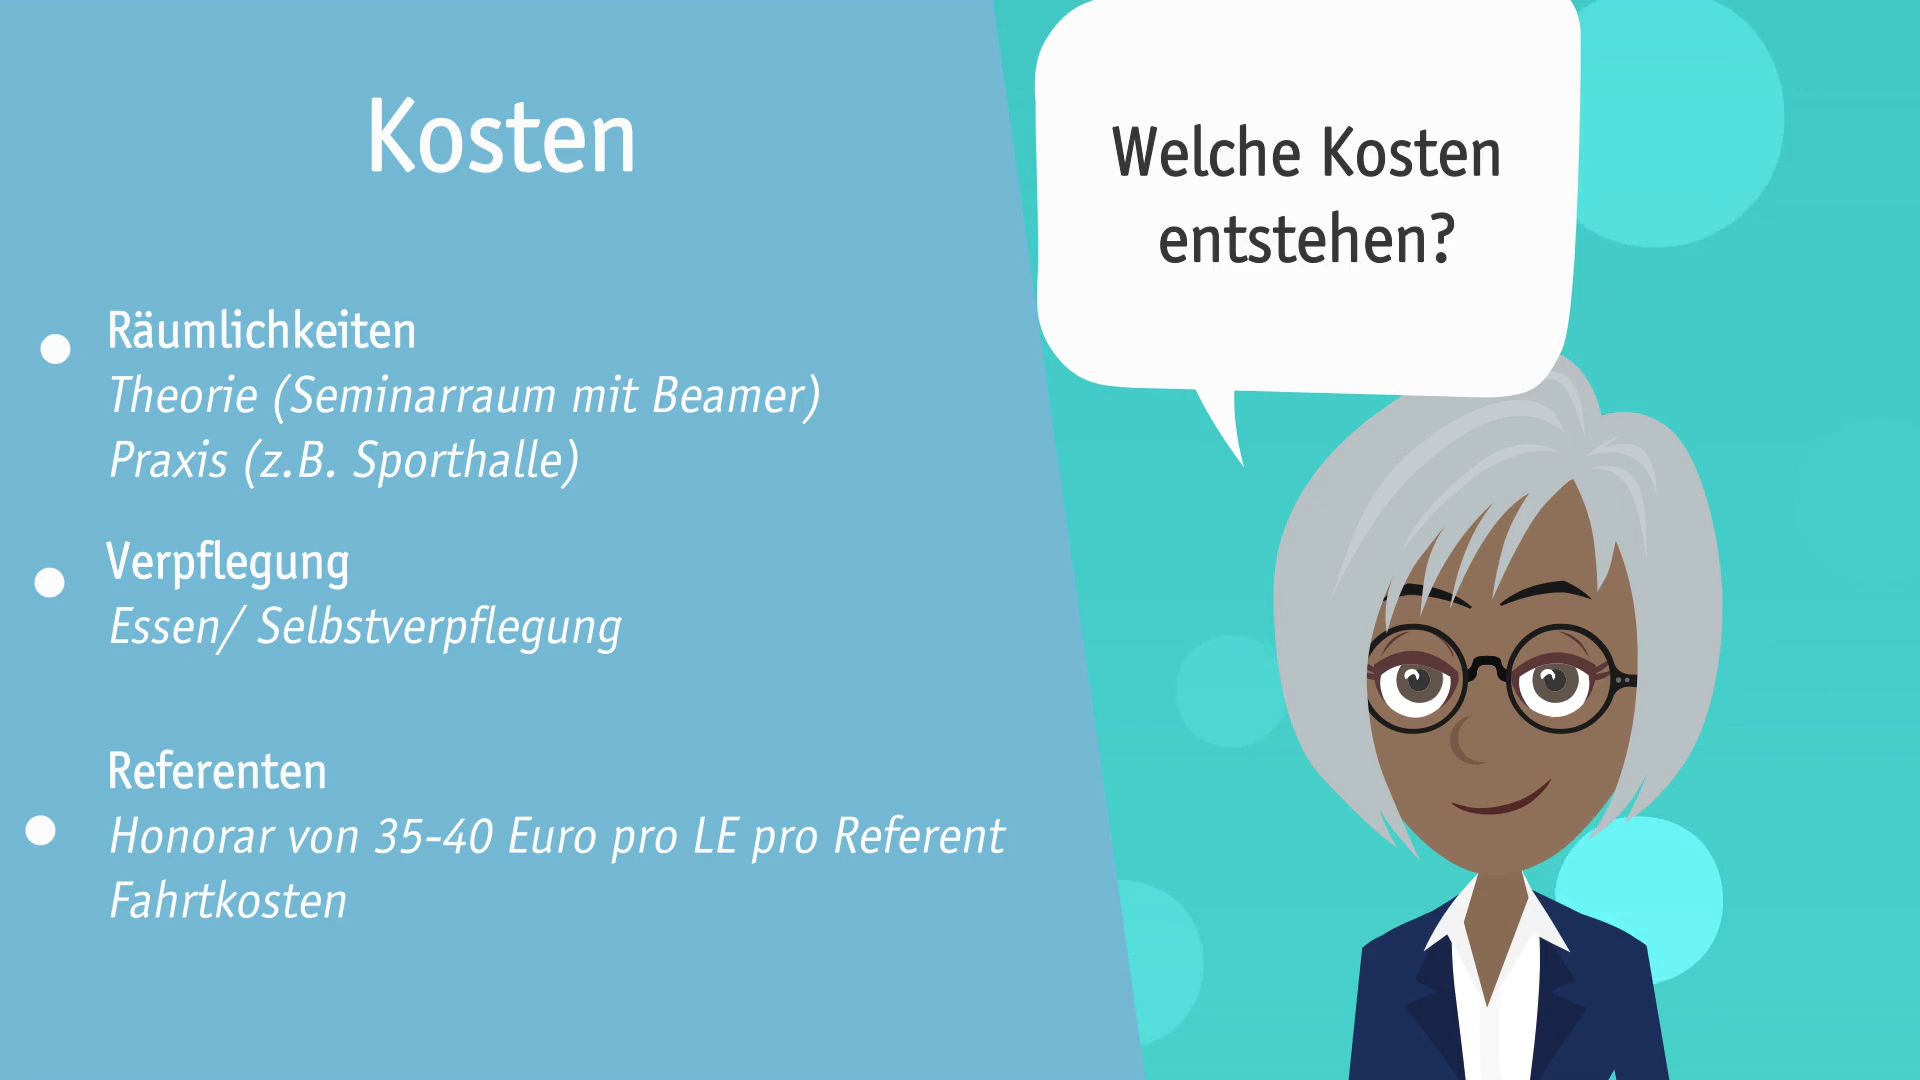 Kosten
Räumlichkeiten
Theorie (Seminarraum mit Beamer)
Praxis (z.B. Sporthalle)
Verpflegung
Essen/ Selbstverpflegung
Referenten
Honorar von 35-40 Euro pro LE pro Referent
Fahrtkosten
Welche Kosten
entstehen?